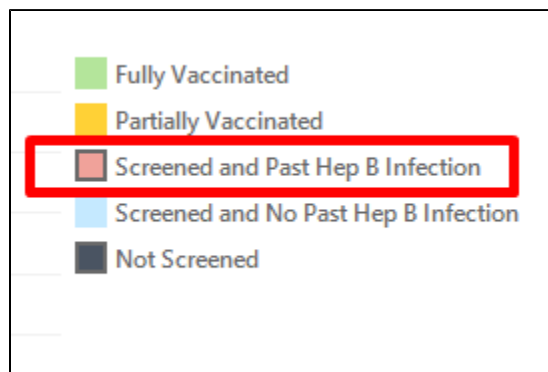 Fully Vaccinated
Partially Vaccinated
Screened and Past Hep B Infection
Screened and No Past Hep B Infection
Not Screened